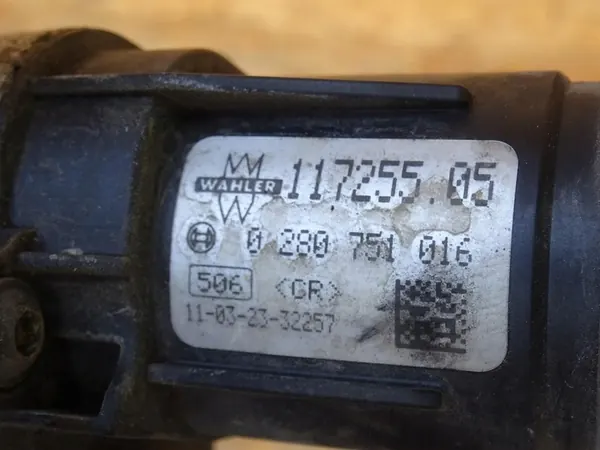 WAHLER 117255.05
0 280 751 016
506 <GR>
11-03-23-32257